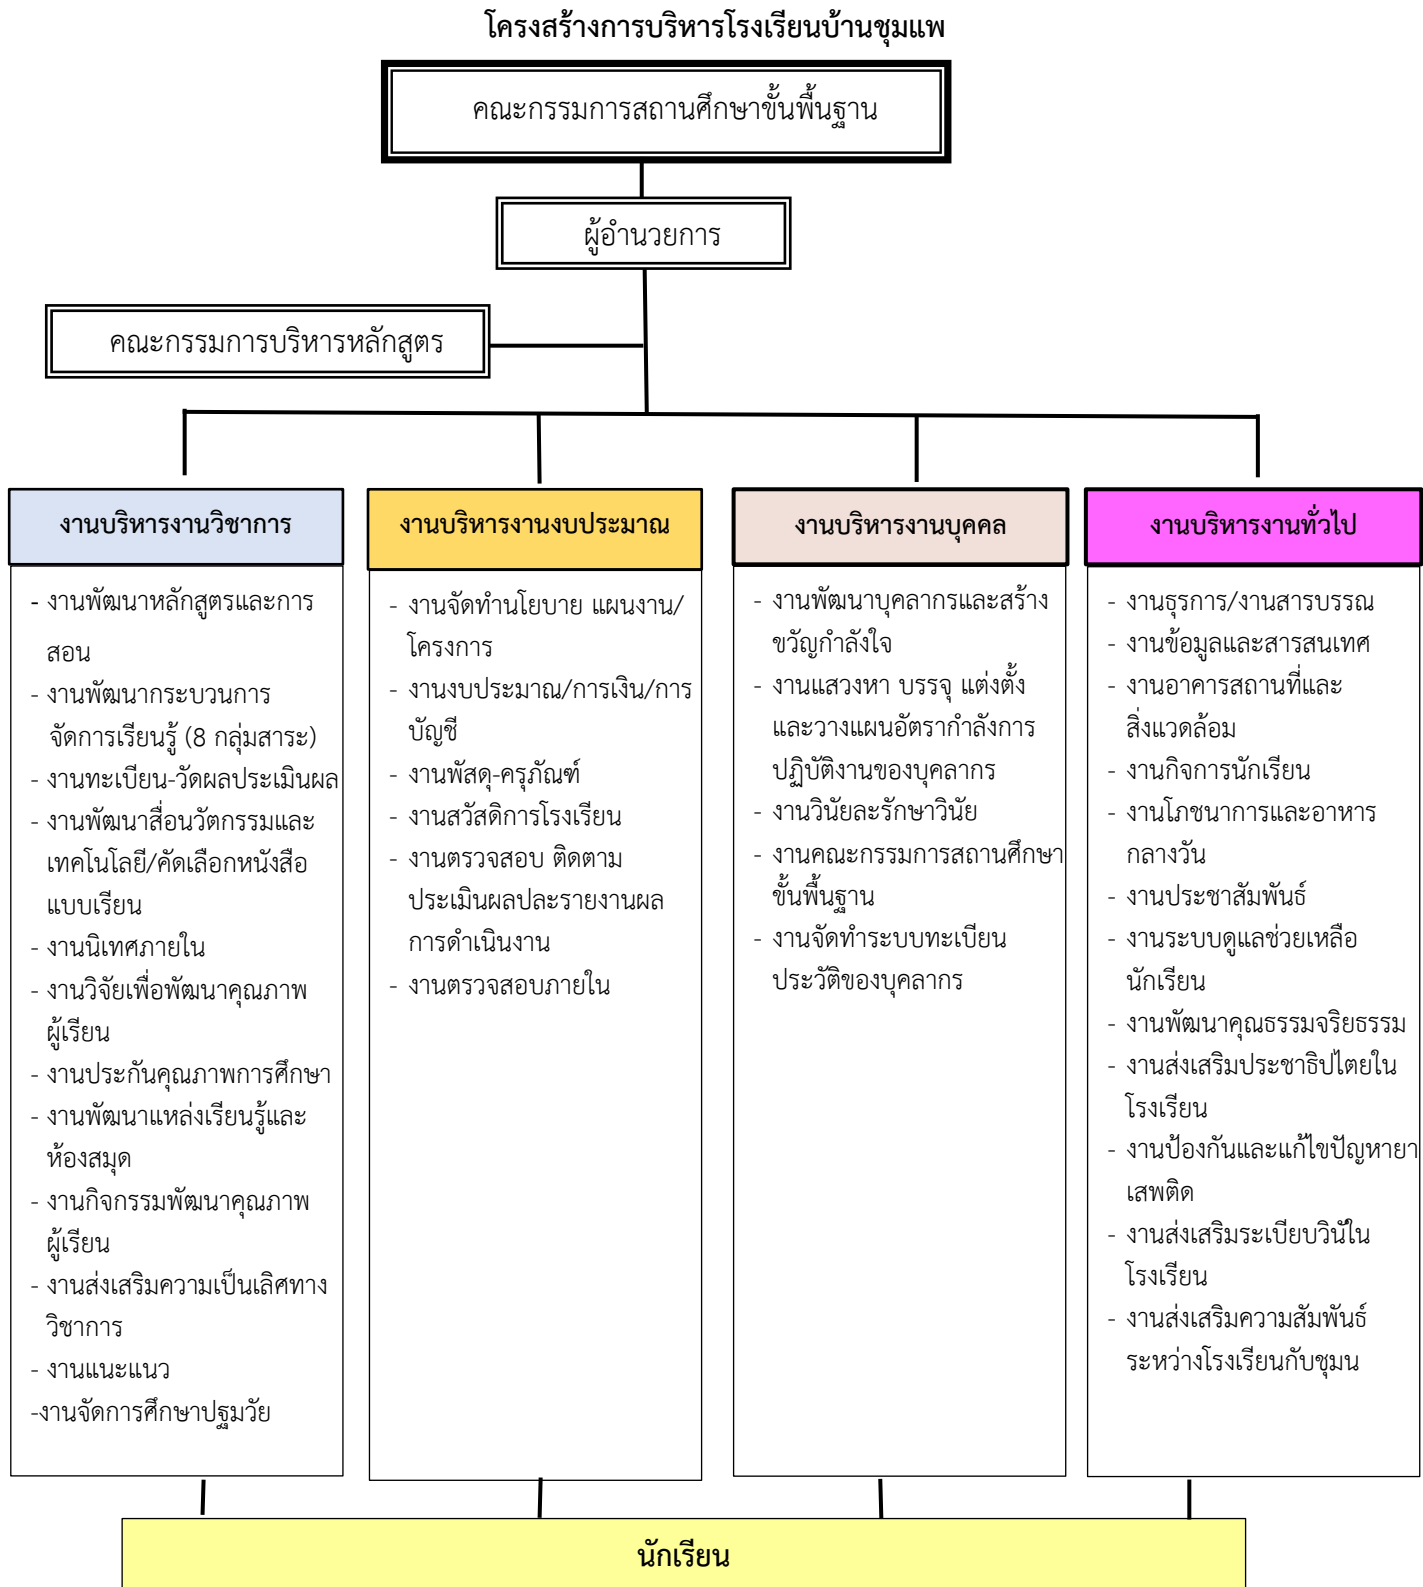 โครงสร้างการบริหารโรงเรียนบ้านชุมแพ
คณะกรรมการสถานศึกษาขั้นพื้นฐาน
ผู้อำนวยการ
คณะกรรมการบริหารหลักสูตร
งานบริหารงานวิชาการ
- งานพัฒนาหลักสูตรและการ
สอน
- งานพัฒนากระบวนการ
จัดการเรียนรู้ (8 กลุ่มสาระ)
- งานทะเบียน-วัดผลประเมินผล
- งานพัฒนาสื่อนวัตกรรมและ
เทคโนโลยี/คัดเลือกหนังสือ
แบบเรียน
- งานนิเทศภายใน
- งานวิจัยเพื่อพัฒนาคุณภาพ
ผู้เรียน
- งานประกันคุณภาพการศึกษา
- งานพัฒนาแหล่งเรียนรู้และ
ห้องสมุด
- งานกิจกรรมพัฒนาคุณภาพ
ผู้เรียน
- งานส่งเสริมความเป็นเลิศทาง
วิชาการ
- งานแนะแนว
-งานจัดการศึกษาปฐมวัย
งานบริหารงานงบประมาณ
- งานจัดทำนโยบาย แผนงาน/
โครงการ
- งานงบประมาณ/การเงิน/การ
บัญชี
- งานพัสดุ-ครุภัณฑ์
- งานสวัสดิการโรงเรียน
- งานตรวจสอบ ติดตาม
ประเมินผลปละรายงานผล
การดำเนินงาน
- งานตรวจสอบภายใน
งานบริหารงานบุคคล
- งานพัฒนาบุคลากรและสร้าง
ขวัญกำลังใจ
- งานแสวงหา บรรจุ แต่งตั้ง
และวางแผนอัตรากำลังการ
ปฏิบัติงานของบุคลากร
- งานวินัยละรักษาวินัย
- งานคณะกรรมการสถานศึกษา
ขั้นพื้นฐาน
- งานจัดทำระบบทะเบียน
ประวัติของบุคลากร
งานบริหารงานทั่วไป
- งานธุรการ/งานสารบรรณ
- งานข้อมูลและสารสนเทศ
- งานอาคารสถานที่และ
สิ่งแวดล้อม
- งานกิจการนักเรียน
- งานโภชนาการและอาหาร
กลางวัน
- งานประชาสัมพันธ์
- งานระบบดูแลช่วยเหลือ
นักเรียน
- งานพัฒนาคุณธรรมจริยธรรม
- งานส่งเสริมประชาธิปไตยใน
โรงเรียน
- งานป้องกันและแก้ไขปัญหายา
เสพติด
- งานส่งเสริมระเบียบวินัใน
โรงเรียน
- งานส่งเสริมความสัมพันธ์
ระหว่างโรงเรียนกับชุมน
นักเรียน